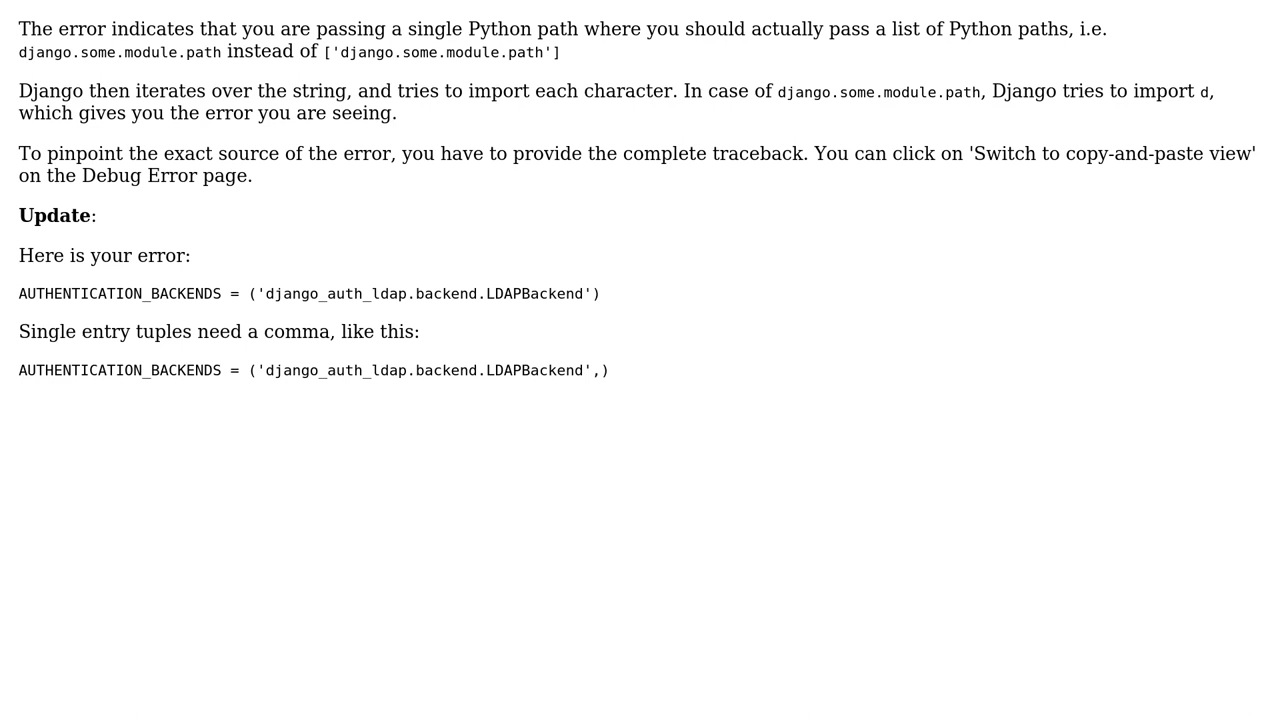 The error indicates that you are passing a single Python path where you should actually pass a list of Python paths, i.e.
django.some.module.path instead of ['django.some.module.path']
Django then iterates over the string, and tries to import each character. In case of django.some.module.path, Django tries to import d,
which gives you the error you are seeing.
To pinpoint the exact source of the error, you have to provide the complete traceback. You can click on 'Switch to copy-and-paste view'
on the Debug Error page.
Update:
Here is your error:
AUTHENTICATION_BACKENDS = ('django_auth_ldap.backend.LDAPBackend')
Single entry tuples need a comma, like this:
AUTHENTICATION_BACKENDS = ('django_auth_ldap.backend.LDAPBackend',)